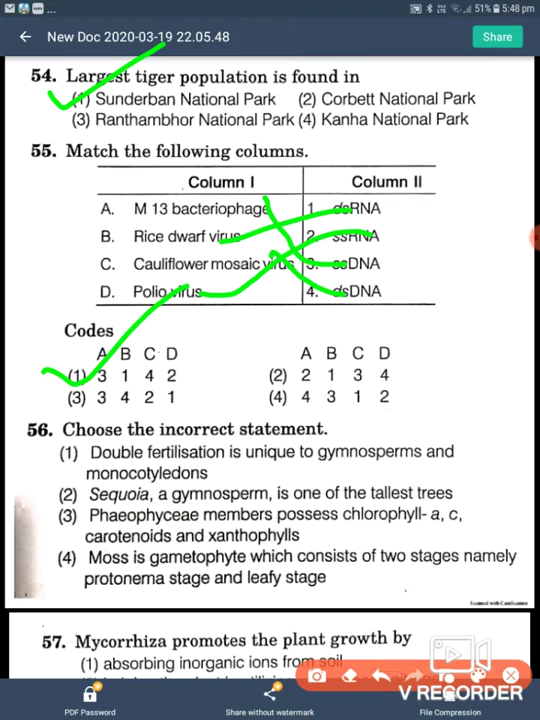 51% 5:48 pm
New Doc 2020-03-19 22.05.48
Share
54. Largest tiger population is found in
(1) Sunderban National Park (2) Corbett National Park
(3) Ranthambhor National Park (4) Kanha National Park
55. Match the following columns.
Column I Column II
A. M 13 bacteriophage 1. dsRNA
B. Rice dwarf virus 2. ssRNA
C. Cauliflower mosaic virus 3. ssDNA
D. Polio virus 4. dsDNA
Codes
A B C D A B C D
(1) 3 1 4 2 (2) 2 1 3 4
(3) 3 4 2 1 (4) 4 3 1 2
56. Choose the incorrect statement.
(1) Double fertilisation is unique to gymnosperms and
monocotyledons
(2) Sequoia, a gymnosperm, is one of the tallest trees
(3) Phaeophyceae members possess chlorophyll- a, c,
carotenoids and xanthophylls
(4) Moss is gametophyte which consists of two stages namely
protonema stage and leafy stage
Scanned with CamScanner
57. Mycorrhiza promotes the plant growth by
(1) absorbing inorganic ions from soil
V RECORDER
PDF Password Share without watermark File Compression